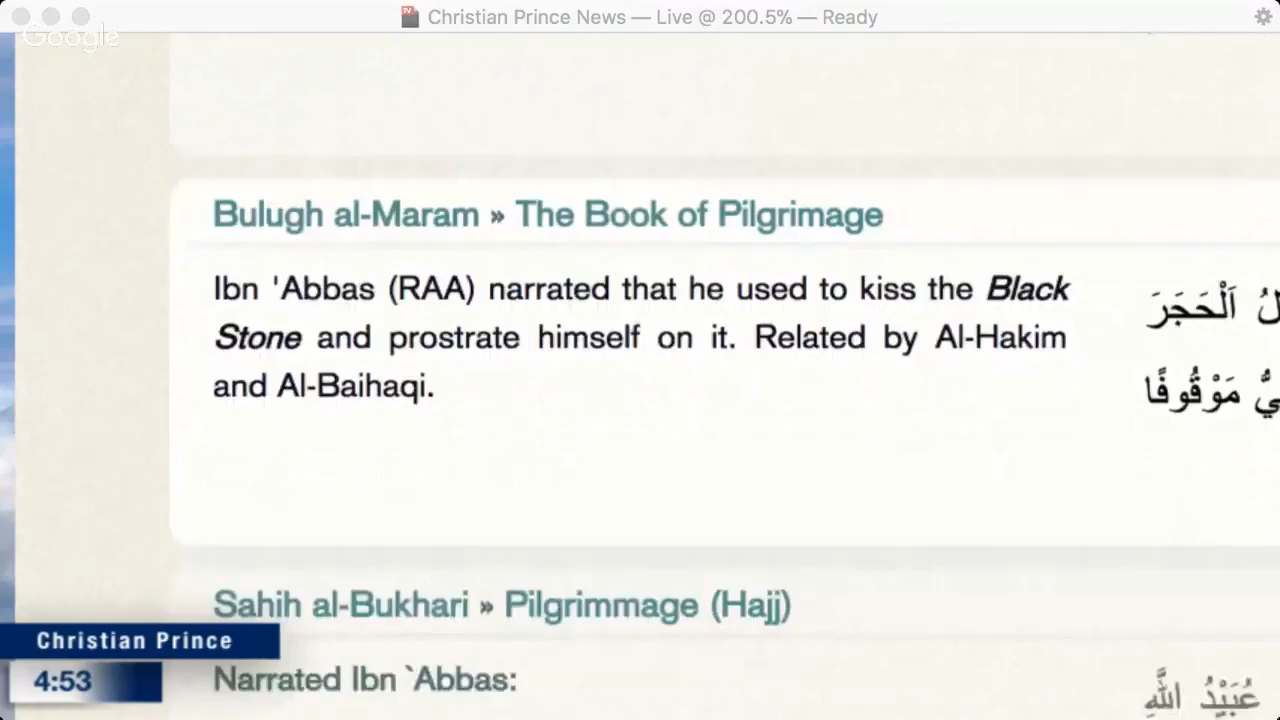 Christian Prince News — Live @ 200.5% — Ready
Google
Bulugh al-Maram » The Book of Pilgrimage
Ibn 'Abbas (RAA) narrated that he used to kiss the Black
Stone and prostrate himself on it. Related by Al-Hakim
and Al-Baihaqi.
اَلْحَجَرَ
مَوْقُوفًا
Sahih al-Bukhari » Pilgrimmage (Hajj)
Christian Prince
4:53
Narrated Ibn `Abbas:
عُبَيْدُ اللَّهِ